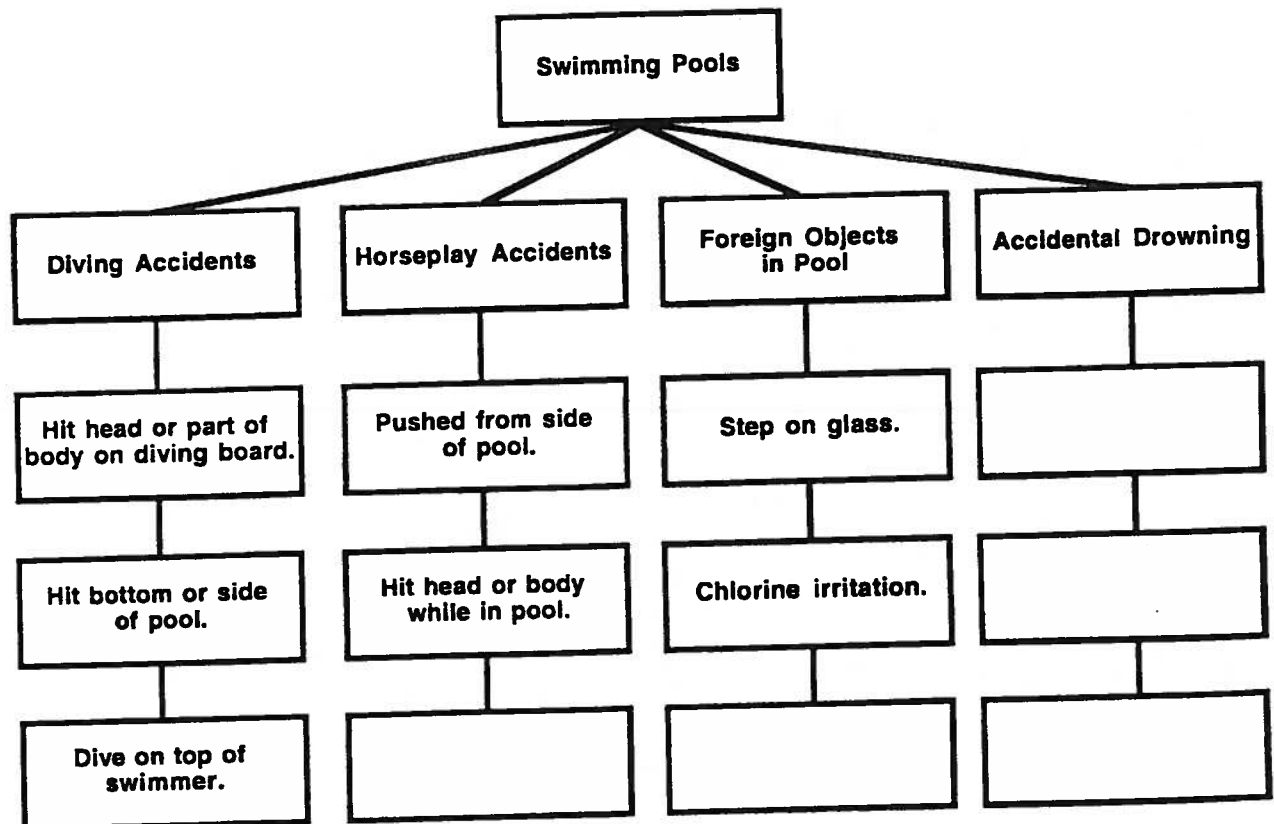 Swimming Pools
Diving Accidents
Horseplay Accidents
Foreign Objects
in Pool
Accidental Drowning
Hit head or part of
body on diving board.
Pushed from side
of pool.
Step on glass.
Hit bottom or side
of pool.
Hit head or body
while in pool.
Chlorine irritation.
Dive on top of
swimmer.